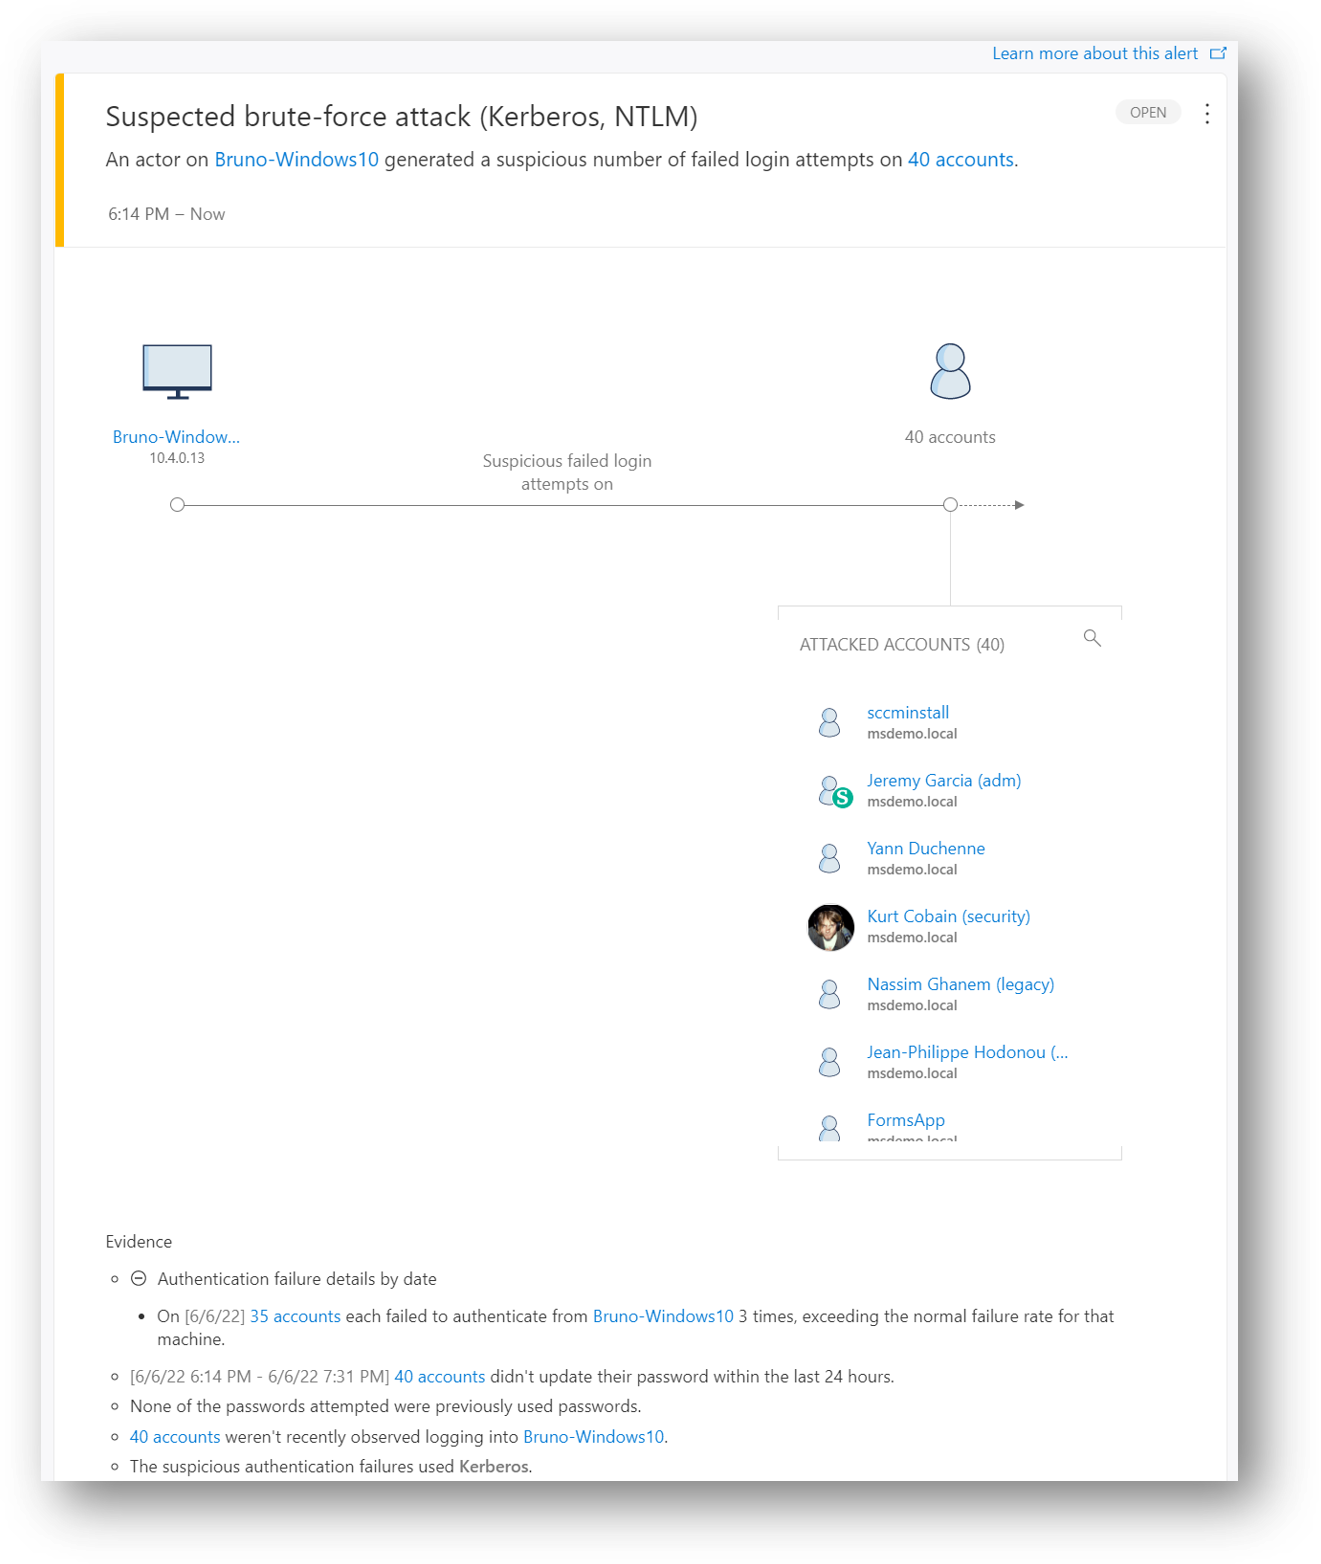 Learn more about this alert
Suspected brute-force attack (Kerberos, NTLM)
OPEN
An actor on Bruno-Windows10 generated a suspicious number of failed login attempts on 40 accounts.
6:14 PM – Now
Bruno-Window...
10.4.0.13
40 accounts
Suspicious failed login
attempts on
ATTACKED ACCOUNTS (40)
sccminstall
msdemo.local
Jeremy Garcia (adm)
S
msdemo.local
Yann Duchenne
msdemo.local
Kurt Cobain (security)
msdemo.local
Nassim Ghanem (legacy)
msdemo.local
Jean-Philippe Hodonou (...
msdemo.local
FormsApp
msdemo.local
Evidence
Authentication failure details by date
On [6/6/22] 35 accounts each failed to authenticate from Bruno-Windows10 3 times, exceeding the normal failure rate for that
machine.
[6/6/22 6:14 PM - 6/6/22 7:31 PM] 40 accounts didn't update their password within the last 24 hours.
None of the passwords attempted were previously used passwords.
40 accounts weren't recently observed logging into Bruno-Windows10.
The suspicious authentication failures used Kerberos.